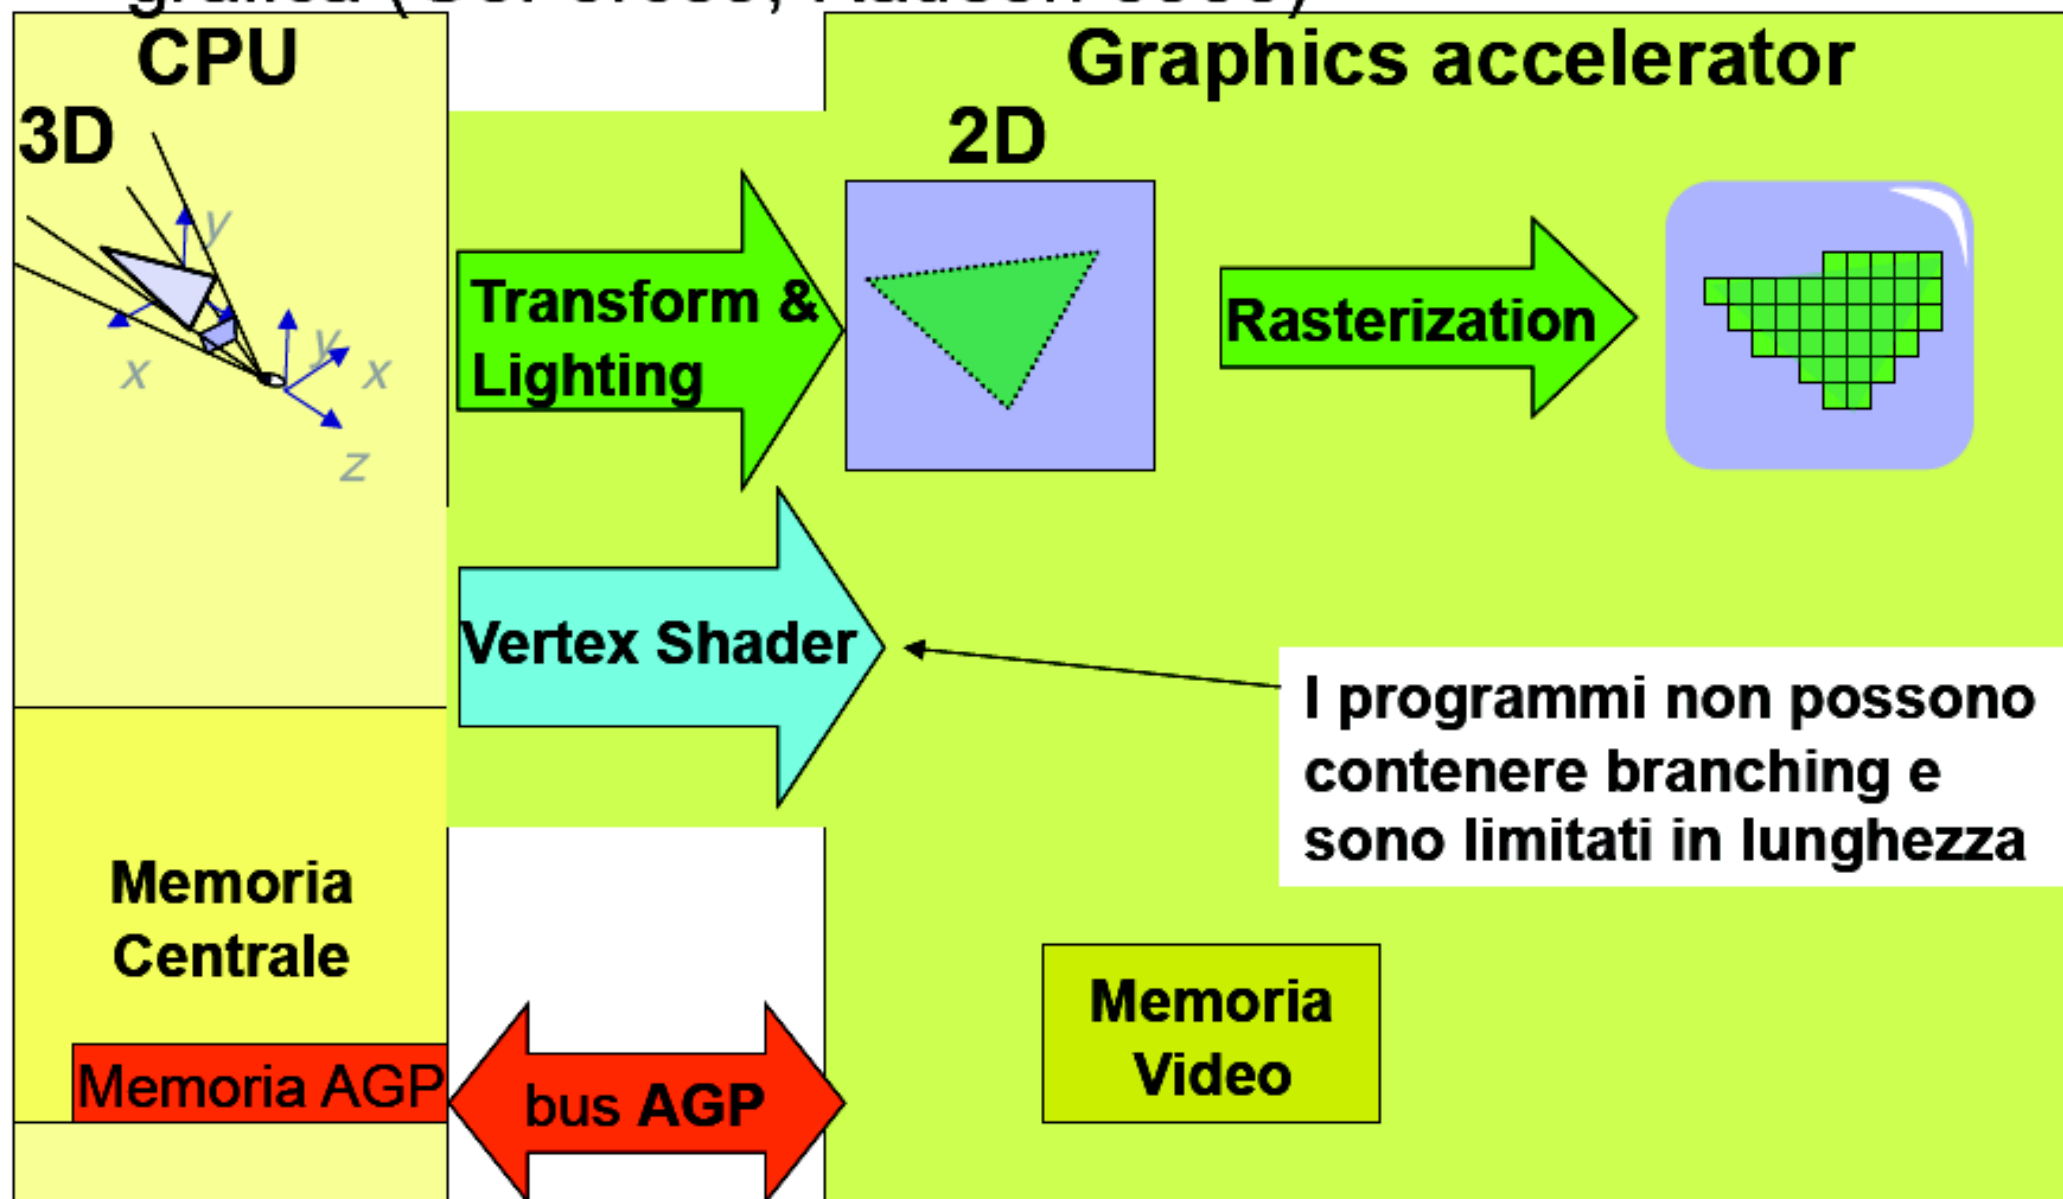 grafica (
CPU
Graphics accelerator
3D
2D
y
x
y
x
z
Transform &
Lighting
Rasterization
Vertex Shader
I programmi non possono
contenere branching e
sono limitati in lunghezza
Memoria
Centrale
Memoria AGP
bus AGP
Memoria
Video